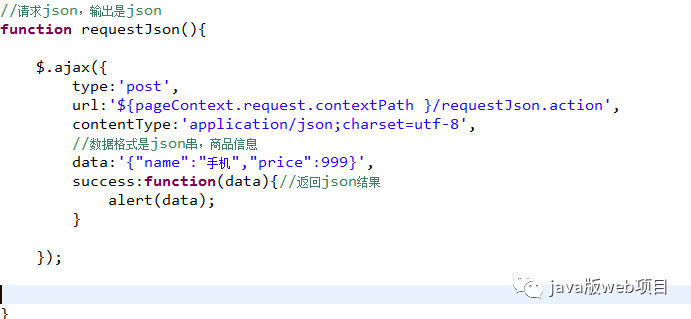 //请求json，输出是json
function requestJson(){
$.ajax({
type:'post',
url:'${pageContext.request.contextPath }/requestJson.action',
contentType:'application/json;charset=utf-8',
//数据格式是json串，商品信息
data:'{"name":"手机","price":999}',
success:function(data){//返回json结果
alert(data);
}
});
java版web项目
}